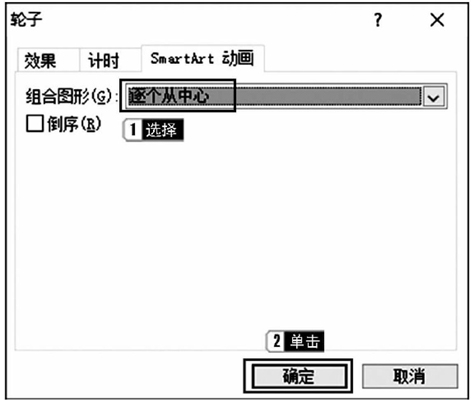 轮子 ? ×
效果 计时 SmartArt 动画
组合图形(G): 逐个从中心
倒序(R)
1 选择
2 单击
确定 取消